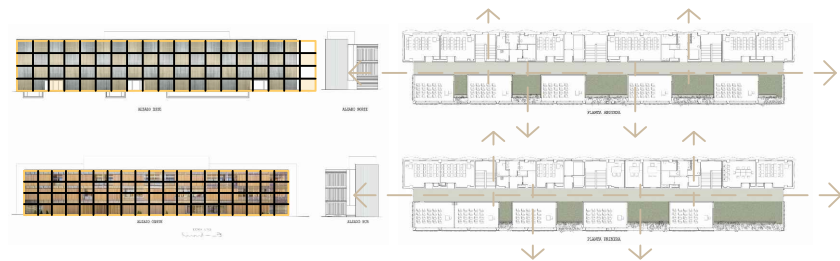 ALZADO ESTE
ALZADO NORTE
PLANTA SEGUNDA
ALZADO OESTE
ALZADO SUR
PLANTA PRIMERA